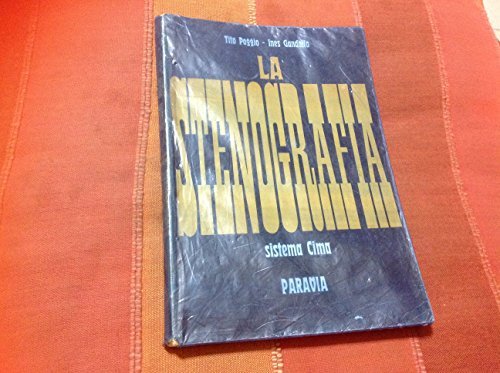 Tito Poggio - Ines Gandolfo
LA
STENOGRAFIA
sistema Cima
PARAVIA